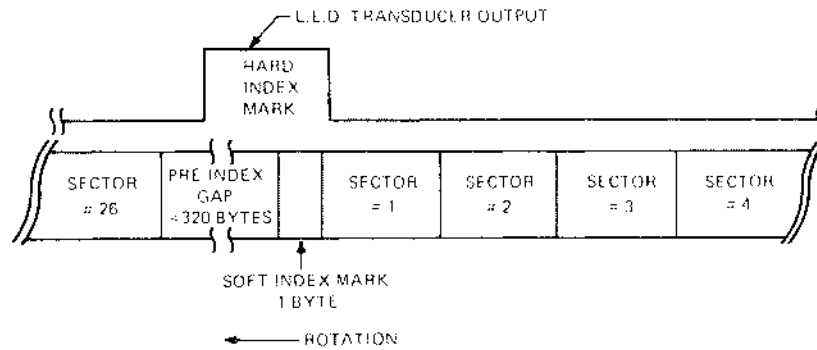 L.E.D. TRANSDUCER OUTPUT
HARD
INDEX
MARK
SECTOR
# 26
PRE INDEX
GAP
≈320 BYTES
SECTOR
# 1
SECTOR
# 2
SECTOR
# 3
SECTOR
# 4
SOFT INDEX MARK
1 BYTE
ROTATION